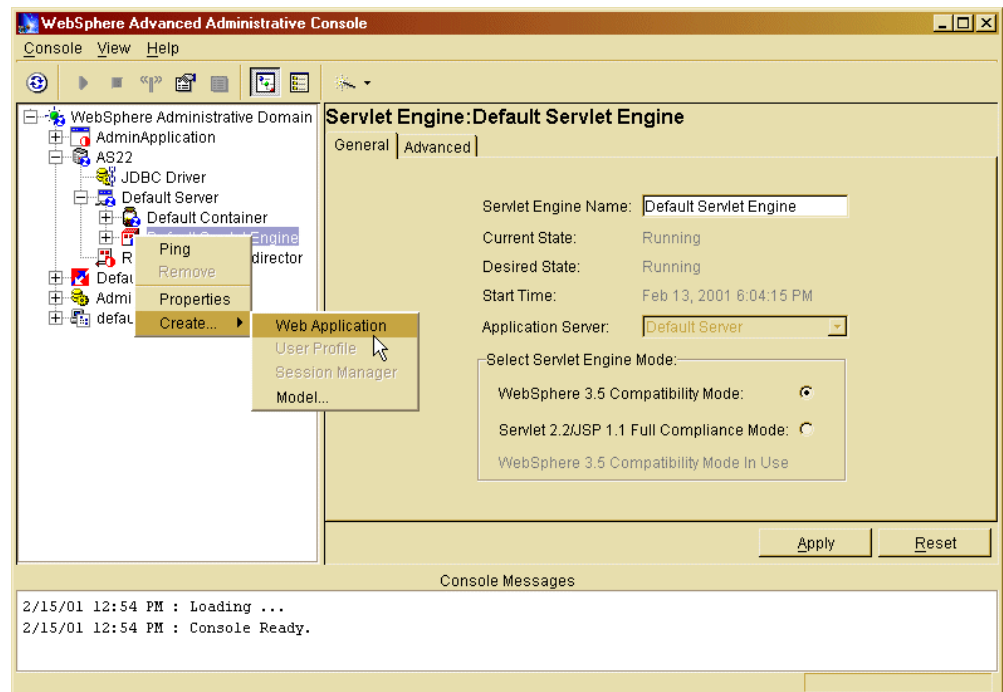 WebSphere Advanced Administrative Console
Console View Help
WebSphere Administrative Domain
AdminApplication
AS22
JDBC Driver
Default Server
Default Container
Engine
R director
Defau
Admi
defau
Ping
Remove
Properties
Create...
Web Application
User Profile
Session Manager
Model...
Servlet Engine:Default Servlet Engine
General Advanced
Servlet Engine Name: Default Servlet Engine
Current State: Running
Desired State: Running
Start Time: Feb 13, 2001 6:04:15 PM
Application Server: Default Server
Select Servlet Engine Mode:
WebSphere 3.5 Compatibility Mode:
Servlet 2.2/JSP 1.1 Full Compliance Mode:
WebSphere 3.5 Compatibility Mode In Use
Apply Reset
Console Messages
2/15/01 12:54 PM : Loading ...
2/15/01 12:54 PM : Console Ready.